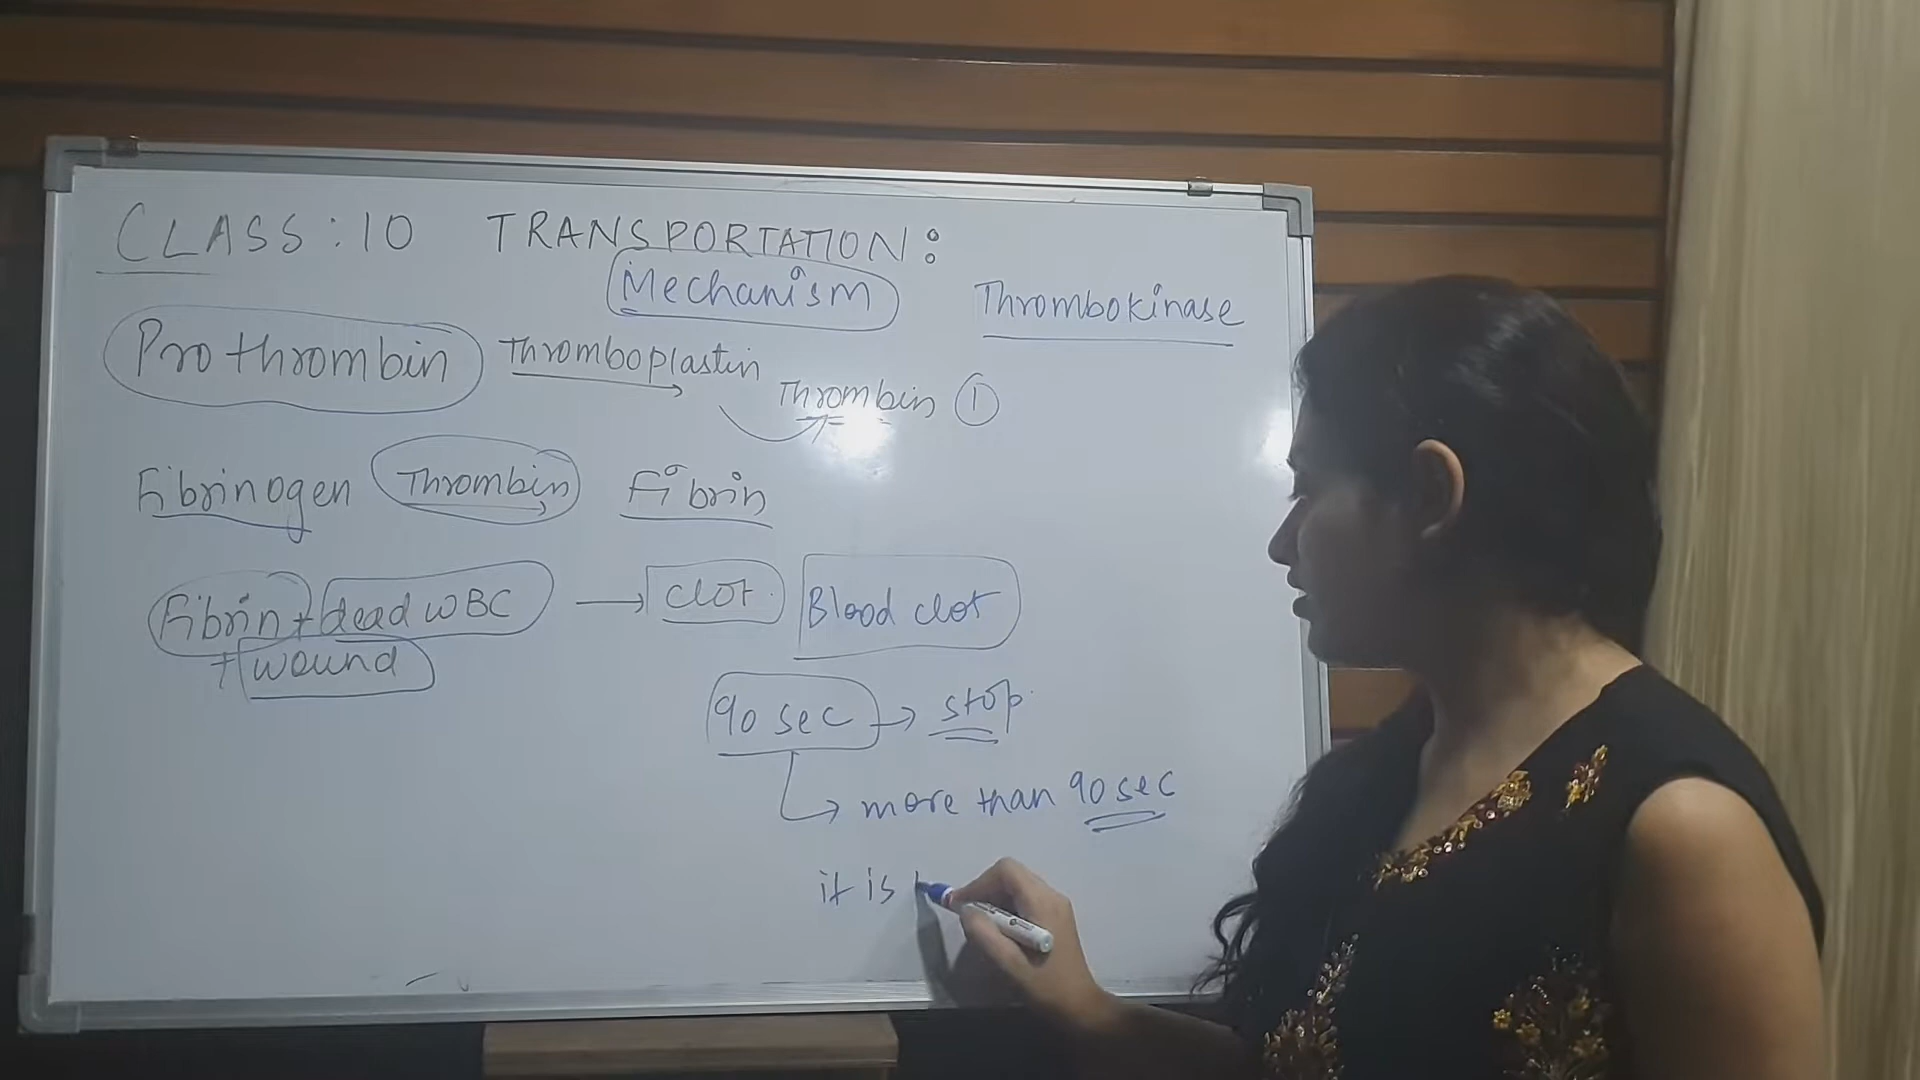 CLASS: 10 TRANSPORTATION:
Mechanism
Thrombokinase
Prothrombin Thromboplastin
Thrombin ①
Fibrinogen Thrombin Fibrin
Fibrin + dead WBC → clot. Blood clot
+ wound
90 sec → stop.
→ more than 90 sec
it is